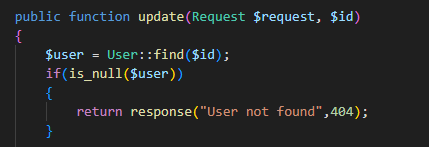 public function update(Request $request, $id)
{
    $user = User::find($id);
    if(is_null($user))
    {
        return response("User not found",404);
    }